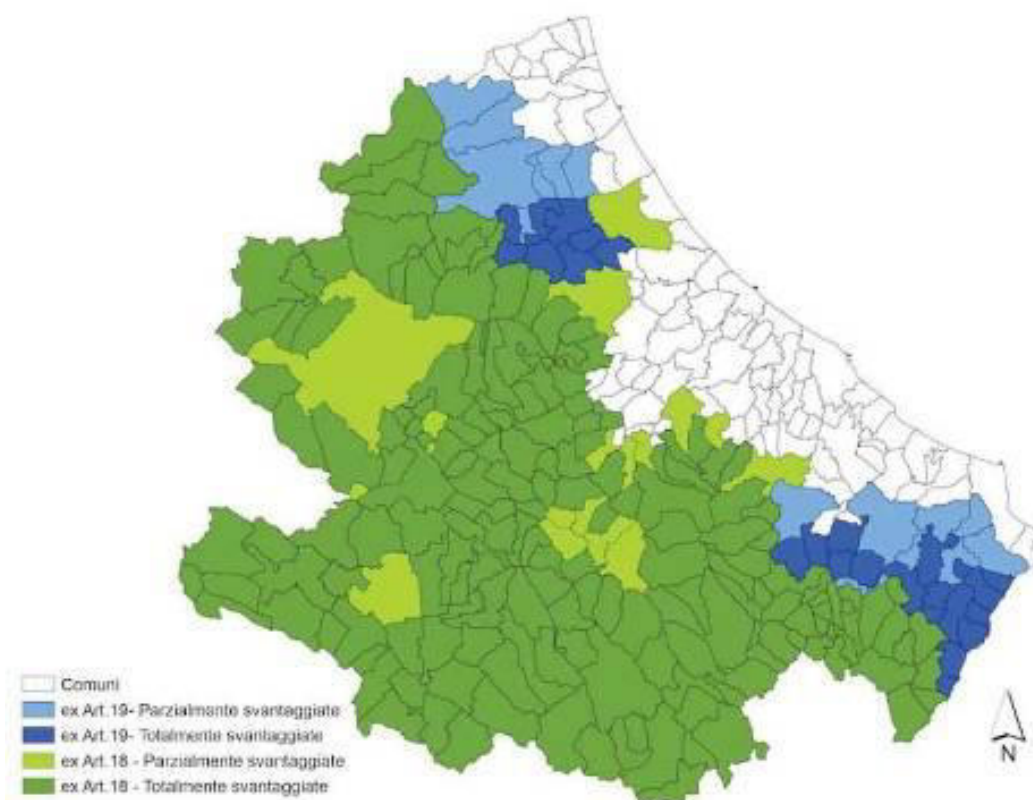 Comuni
ex Art.19- Parzialmente svantaggiate
ex Art.19- Totalmente svantaggiate
ex Art.18 - Parzialmente svantaggiate
ex Art.18 - Totalmente svantaggiate
N